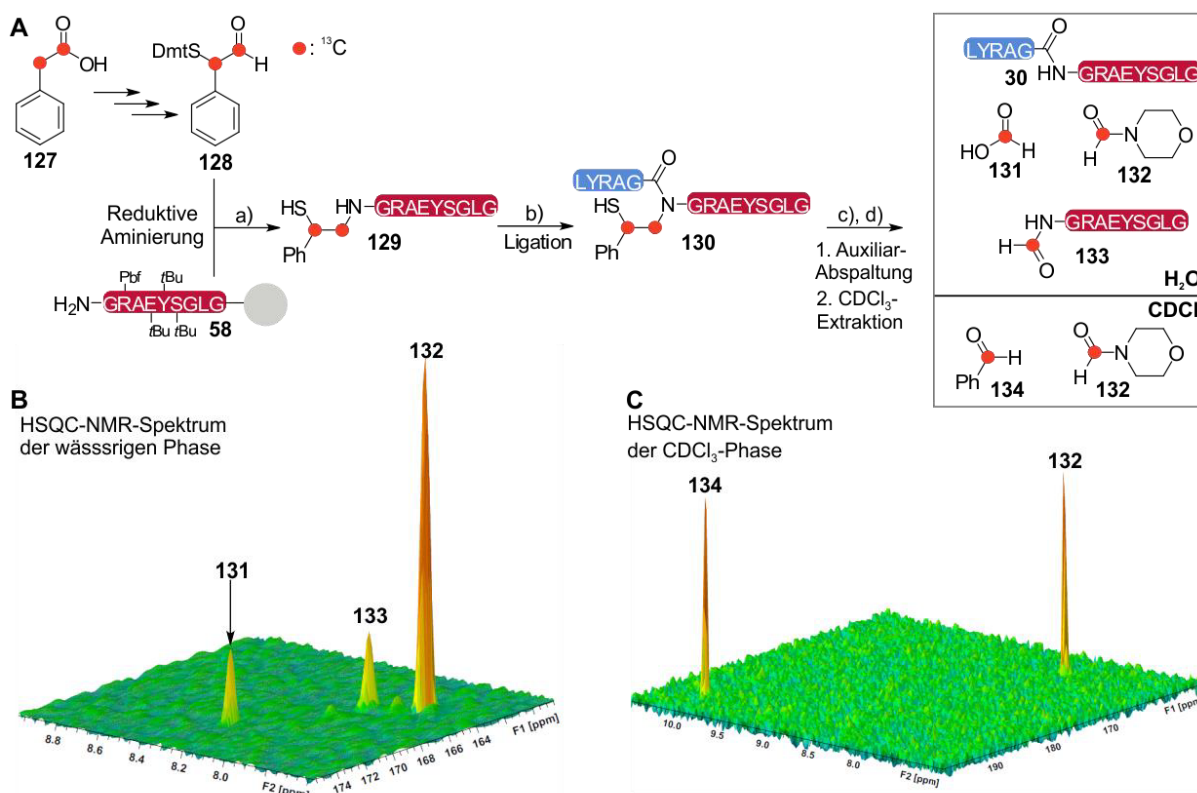 A
O
OH
127
DmtS
O
H
128
: ¹³C
Reduktive
Aminierung
a)
H₂N
Pbf
tBu
GRAEYSGLG
tBu
tBu
58
HS
HN
GRAEYSGLG
Ph
129
b)
Ligation
LYRAG
O
HS
N
GRAEYSGLG
Ph
130
c), d)
1. Auxiliar-
Abspaltung
2. CDCl₃-
Extraktion
LYRAG
O
30
HN
GRAEYSGLG
O
HO
H
131
O
H
N
O
132
HN
GRAEYSGLG
H
O
133
H₂O
CDCl
O
Ph
H
134
O
H
N
O
132
B
HSQC-NMR-Spektrum
der wässsrigen Phase
131
133
132
8.8
8.6
8.4
8.2
8.0
F2 [ppm]
174
172
170
168
166
164
F1 [ppm]
C
HSQC-NMR-Spektrum
der CDCl₃-Phase
134
132
10.0
9.5
9.0
8.5
8.0
F2 [ppm]
190
180
170
F1 [ppm]